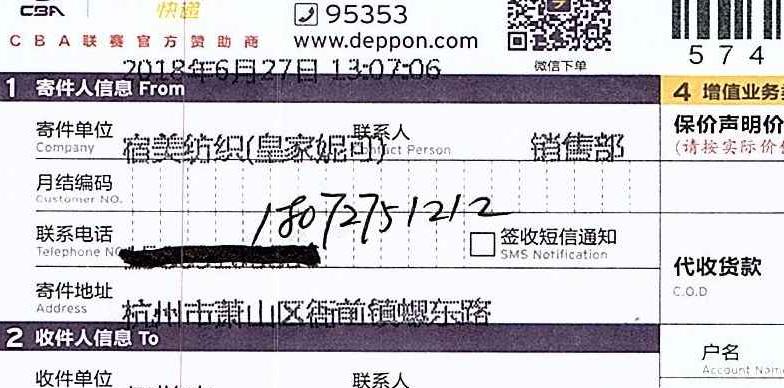 CBA 快递 95353
CBA联赛官方赞助商 www.deppon.com 微信下单 574
2018年6月27日 13:07:06
1 寄件人信息 From 4 增值业务
寄件单位 联系人 保价声明价
Company 宿美纺织(皇家妮可) Contact Person 销售部 (请按实际价
月结编码
Customer NO.
18072751212
联系电话 签收短信通知
Telephone NO. SMS Notification 代收货款
C.O.D
寄件地址
Address 杭州市萧山区衙前镇螺东路
2 收件人信息 To
户名
Account Name
收件单位 联系人